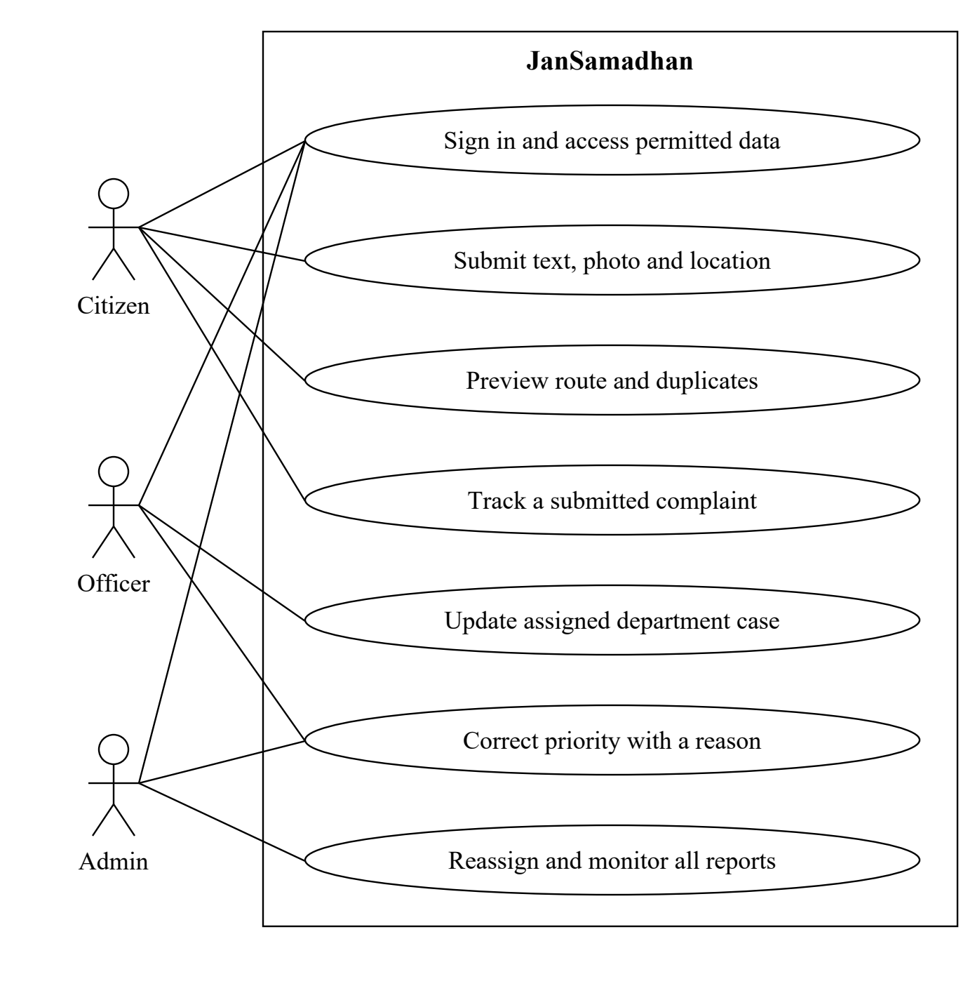 JanSamadhan
Sign in and access permitted data
Submit text, photo and location
Citizen
Preview route and duplicates
Track a submitted complaint
Officer
Update assigned department case
Correct priority with a reason
Admin
Reassign and monitor all reports